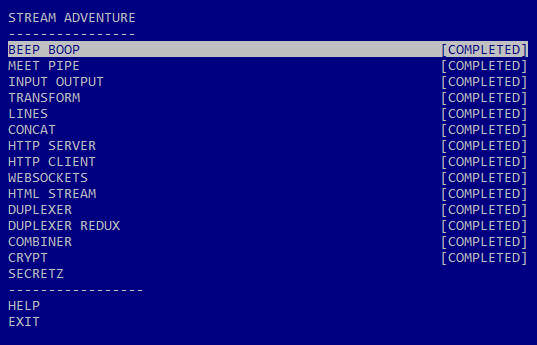 STREAM ADVENTURE
----------------
BEEP BOOP [COMPLETED]
MEET PIPE [COMPLETED]
INPUT OUTPUT [COMPLETED]
TRANSFORM [COMPLETED]
LINES [COMPLETED]
CONCAT [COMPLETED]
HTTP SERVER [COMPLETED]
HTTP CLIENT [COMPLETED]
WEBSOCKETS [COMPLETED]
HTML STREAM [COMPLETED]
DUPLEXER [COMPLETED]
DUPLEXER REDUX [COMPLETED]
COMBINER [COMPLETED]
CRYPT [COMPLETED]
SECRETZ
-----------------
HELP
EXIT